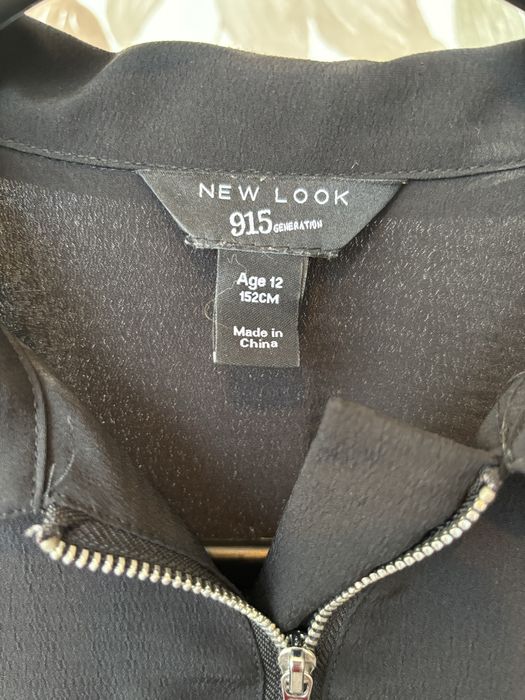 NEW LOOK
915 GENERATION
Age 12
152CM
Made in
China